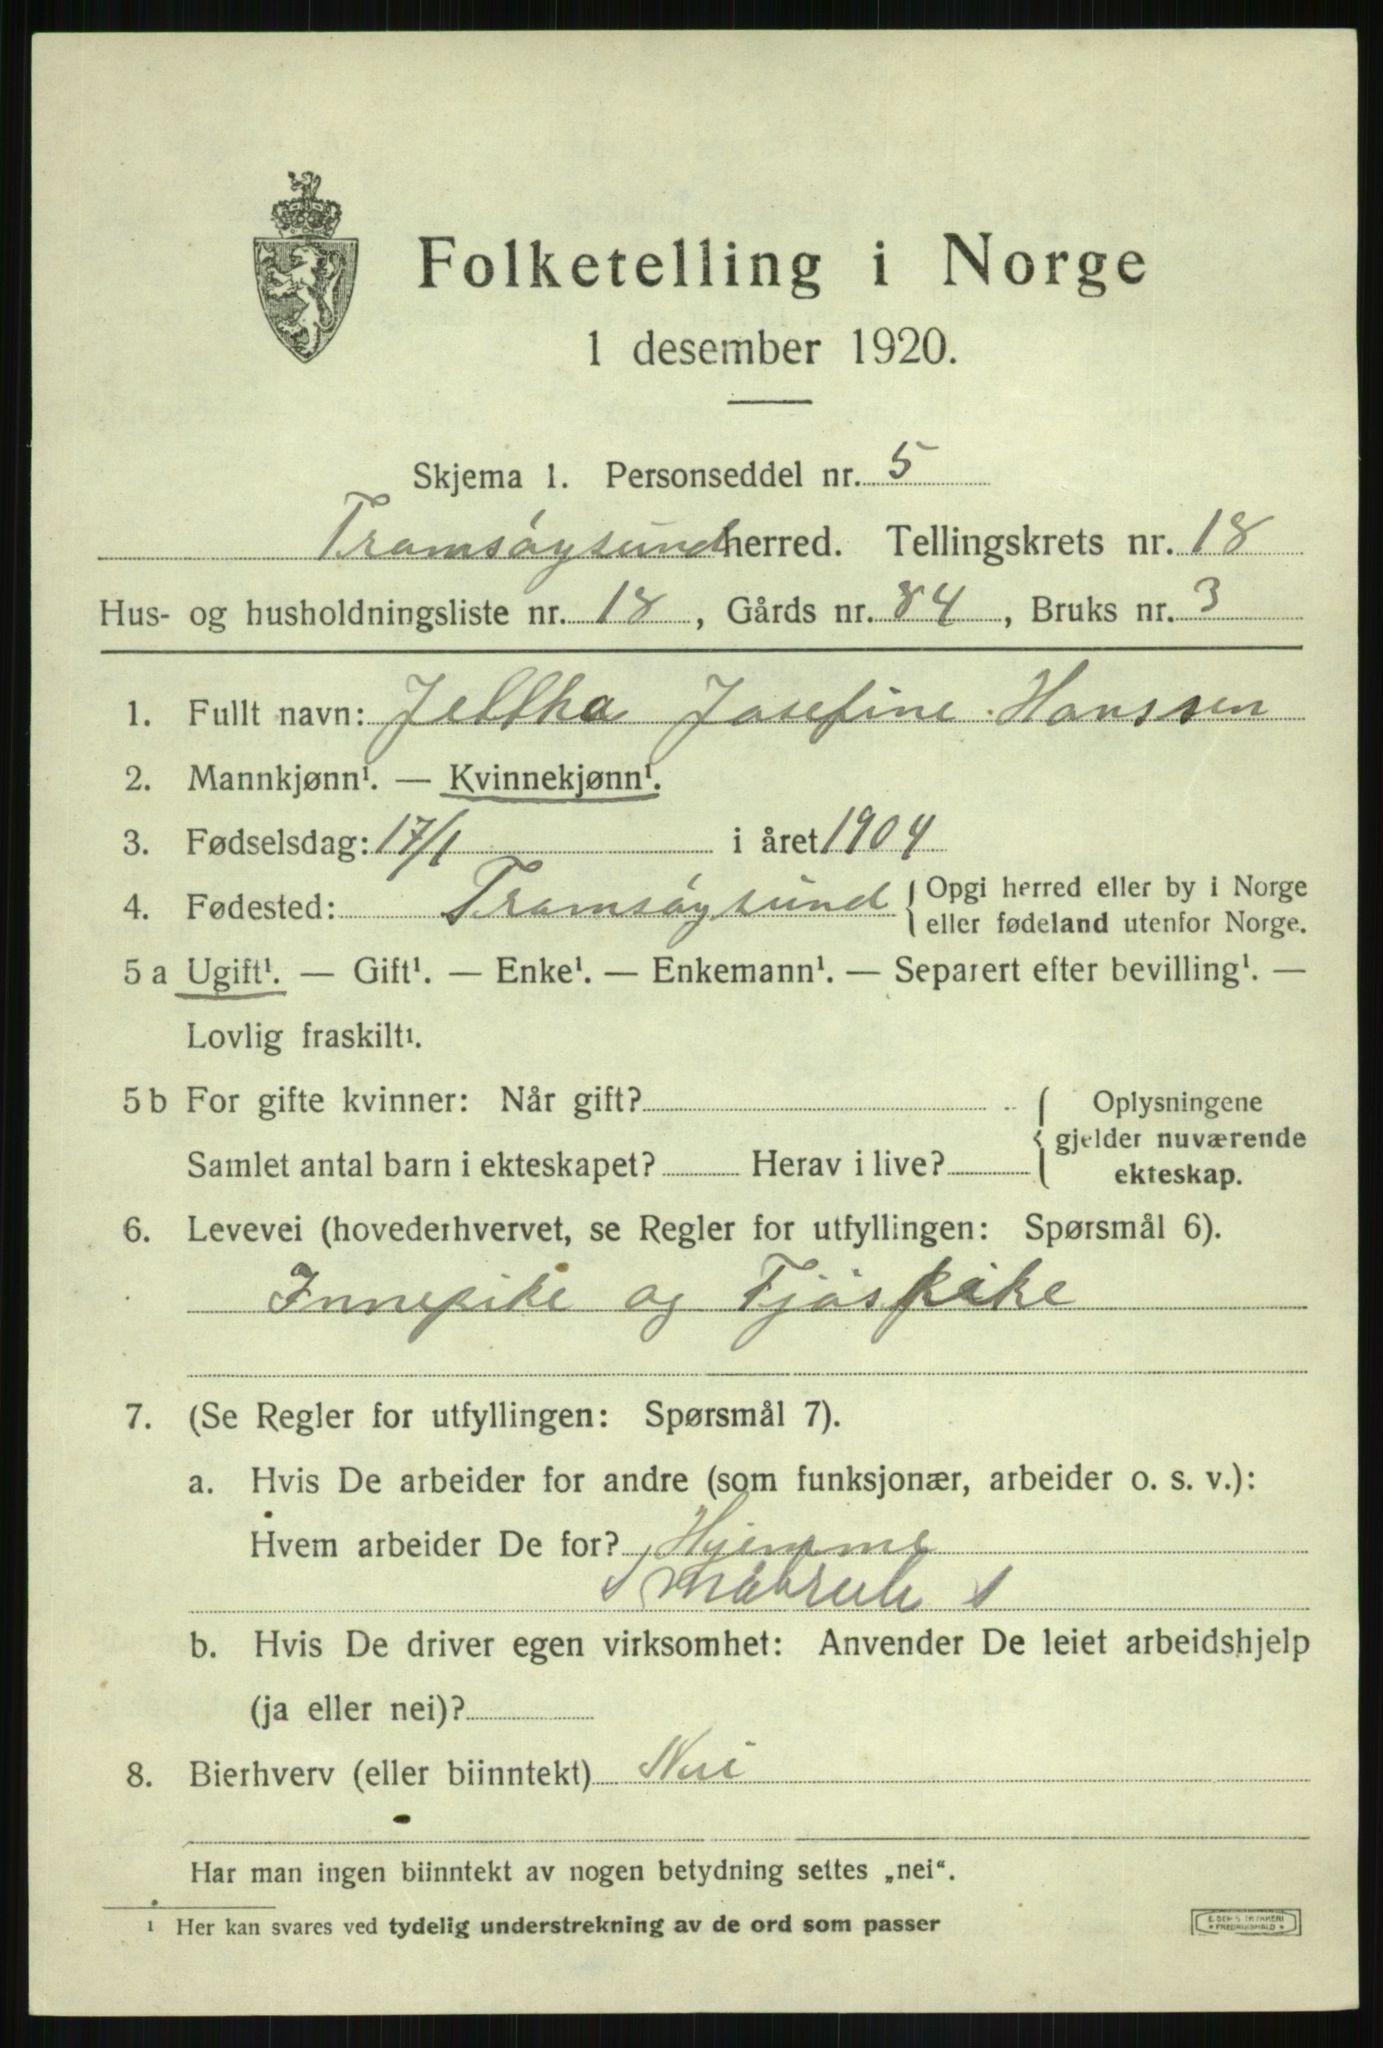 Folketelling i Norge
1 desember 1920.
Skjema 1. Personseddel nr. 5
Tromsøysund herred. Tellingskrets nr. 18
Hus- og husholdningsliste nr. 18, Gårds nr. 84, Bruks nr. 3
1. Fullt navn: Josefine Hanssen
2. Mannkjønn¹. — Kvinnekjønn¹.
3. Fødselsdag: 17/1 i året 1904
4. Fødested: Tromsøysund { Opgi herred eller by i Norge
eller fødeland utenfor Norge.
5 a Ugift¹. — Gift¹. — Enke¹. — Enkemann¹. — Separert efter bevilling¹. —
Lovlig fraskilt¹.
5 b For gifte kvinner: Når gift? { Oplysningene
gjelder nuværende
Samlet antal barn i ekteskapet? Herav i live?
ekteskap.
6. Levevei (hovederhvervet, se Regler for utfyllingen: Spørsmål 6).
Innepike og Fjøspike
7. (Se Regler for utfyllingen: Spørsmål 7).
a. Hvis De arbeider for andre (som funksjonær, arbeider o. s. v.):
Hvem arbeider De for? Hjemme
b. Hvis De driver egen virksomhet: Anvender De leiet arbeidshjelp
(ja eller nei)?
8. Bierhverv (eller biinntekt) Nei
Har man ingen biinntekt av nogen betydning settes „nei“.
¹ Her kan svares ved tydelig understrekning av de ord som passer